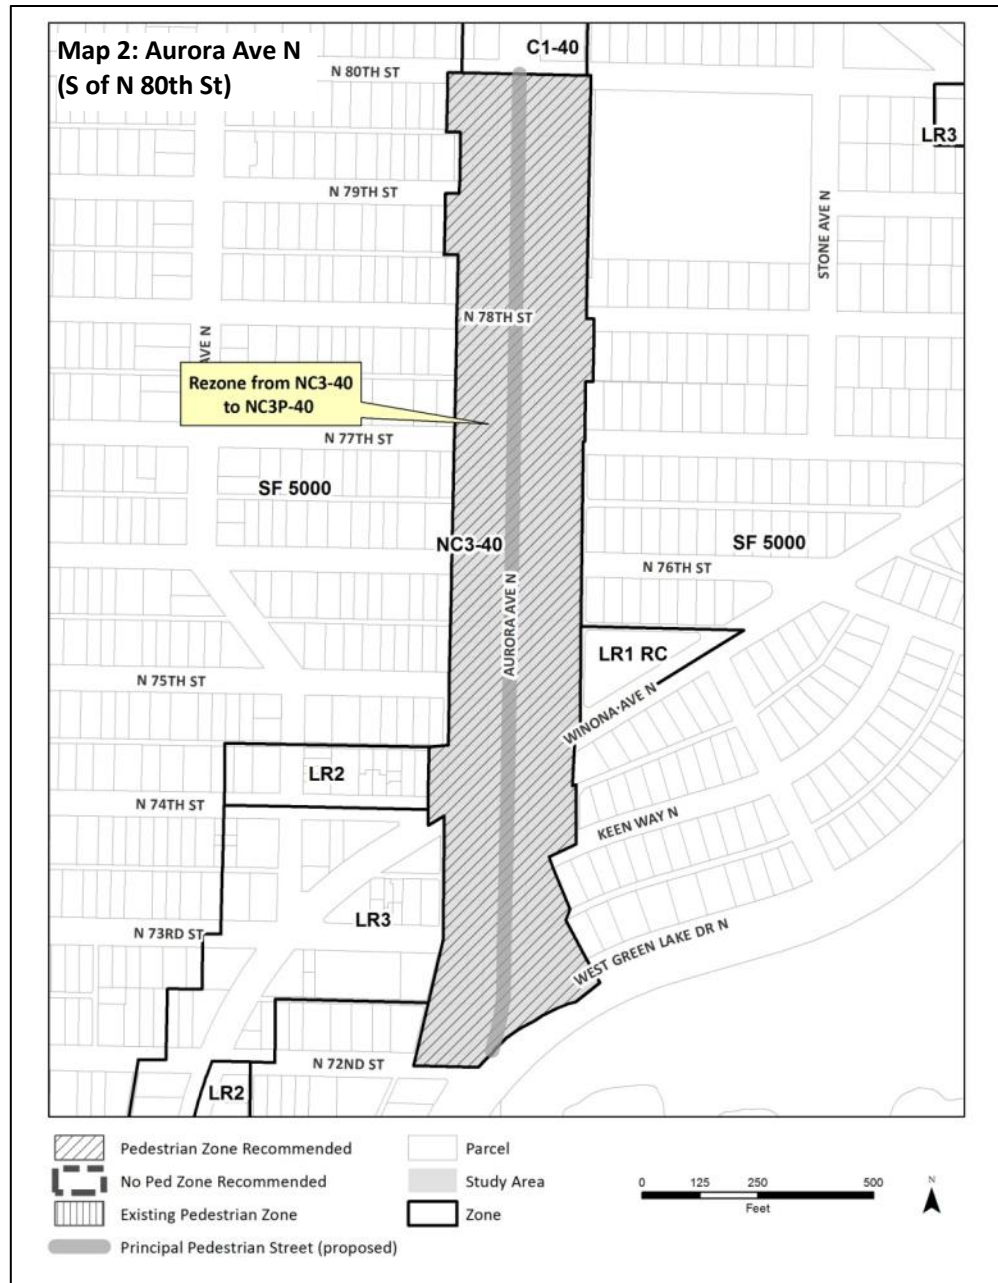 Map 2: Aurora Ave N
(S of N 80th St)
C1-40
N 80TH ST
LR3
N 79TH ST
STONE AVE N
N 78TH ST
AVE N
Rezone from NC3-40
to NC3P-40
N 77TH ST
SF 5000
NC3-40
SF 5000
N 76TH ST
AURORA AVE N
LR1 RC
N 75TH ST
WINONA AVE N
LR2
N 74TH ST
KEEN WAY N
LR3
N 73RD ST
WEST GREEN LAKE DR N
N 72ND ST
LR2
Pedestrian Zone Recommended
Parcel
No Ped Zone Recommended
Study Area
Existing Pedestrian Zone
Zone
Principal Pedestrian Street (proposed)
0 125 250 500
Feet
N